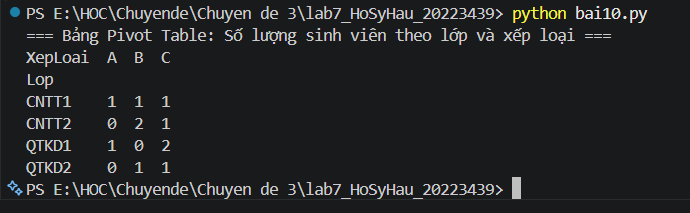 PS E:\HOC\Chuyende\Chuyen de 3\lab7_HoSyHau_20223439> python bai10.py
=== Bảng Pivot Table: Số lượng sinh viên theo lớp và xếp loại ===
XepLoai  A  B  C
Lop
CNTT1    1  1  1
CNTT2    0  2  1
QTKD1    1  0  2
QTKD2    0  1  1
PS E:\HOC\Chuyende\Chuyen de 3\lab7_HoSyHau_20223439>